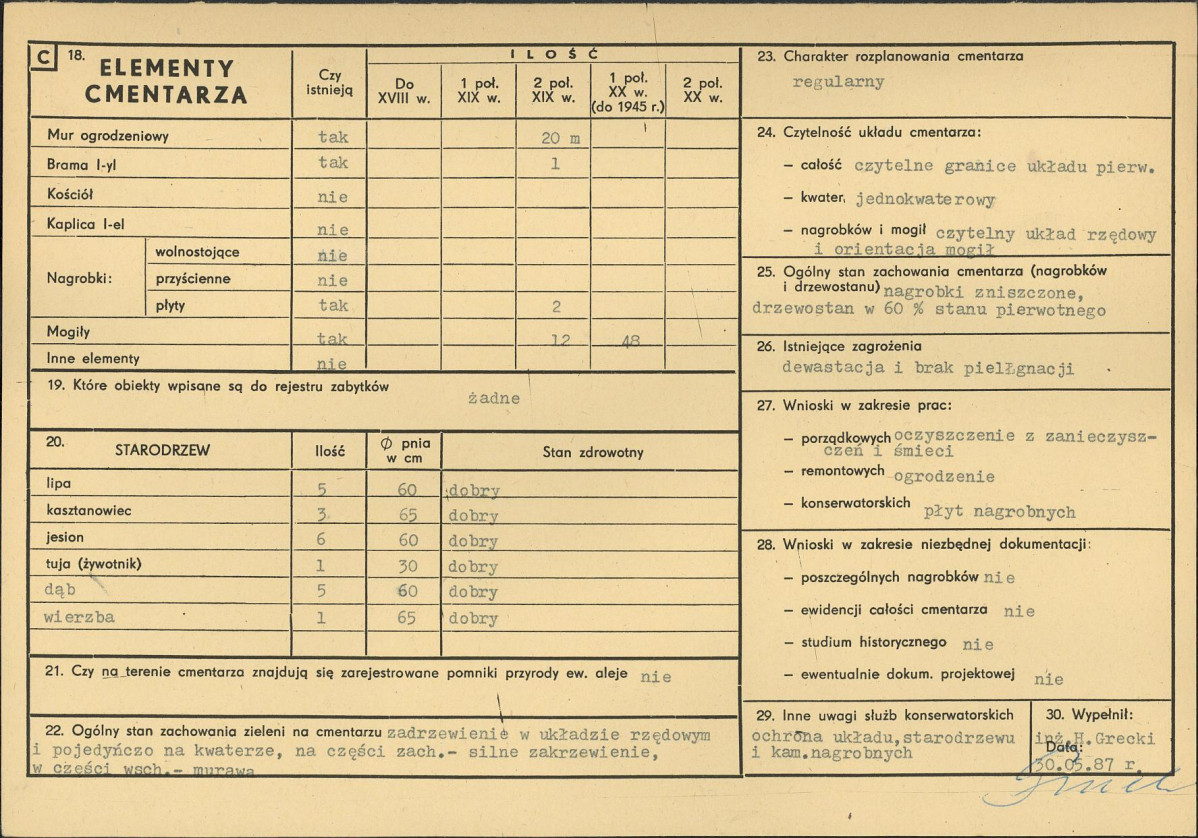 C 18. ELEMENTY CMENTARZA Czy istnieją I L O Ś Ć
Do XVIII w. 1 poł. XIX w. 2 poł. XIX w. 1 poł. XX w. (do 1945 r.) 2 poł. XX w.
Mur ogrodzeniowy tak 20 m
Brama l-yl tak 1
Kościół nie
Kaplica l-el nie
Nagrobki: wolnostojące nie
przyścienne nie
płyty tak 2
Mogiły tak 12 48
Inne elementy nie
19. Które obiekty wpisane są do rejestru zabytków
żadne
20. STARODRZEW Ilość Ø pnia w cm Stan zdrowotny
lipa 5 60 dobry
kasztanowiec 3 65 dobry
jesion 6 60 dobry
tuja (żywotnik) 1 30 dobry
dąb 5 60 dobry
wierzba 1 65 dobry
21. Czy na terenie cmentarza znajdują się zarejestrowane pomniki przyrody ew. aleje nie
22. Ogólny stan zachowania zieleni na cmentarzu zadrzewienie w układzie rzędowym
i pojedyńczo na kwaterze, na części zach.- silne zakrzewienie,
w części wsch.- murawa
23. Charakter rozplanowania cmentarza
regularny
24. Czytelność układu cmentarza:
– całość czytelne granice układu pierw.
– kwater, jednokwaterowy
– nagrobków i mogił czytelny układ rzędowy
i orientacja mogił
25. Ogólny stan zachowania cmentarza (nagrobków
i drzewostanu) nagrobki zniszczone,
drzewostan w 60 % stanu pierwotnego
26. Istniejące zagrożenia
dewastacja i brak pielęgnacji
27. Wnioski w zakresie prac:
– porządkowych oczyszczenie z zanieczysz-
czeń i śmieci
– remontowych ogrodzenie
– konserwatorskich płyt nagrobnych
28. Wnioski w zakresie niezbędnej dokumentacji:
– poszczególnych nagrobków nie
– ewidencji całości cmentarza nie
– studium historycznego nie
– ewentualnie dokum. projektowej nie
29. Inne uwagi służb konserwatorskich
ochrona układu,starodrzewu
i kam.nagrobnych
30. Wypełnił:
inż.H.Grecki
Data:
30.05.87 r.